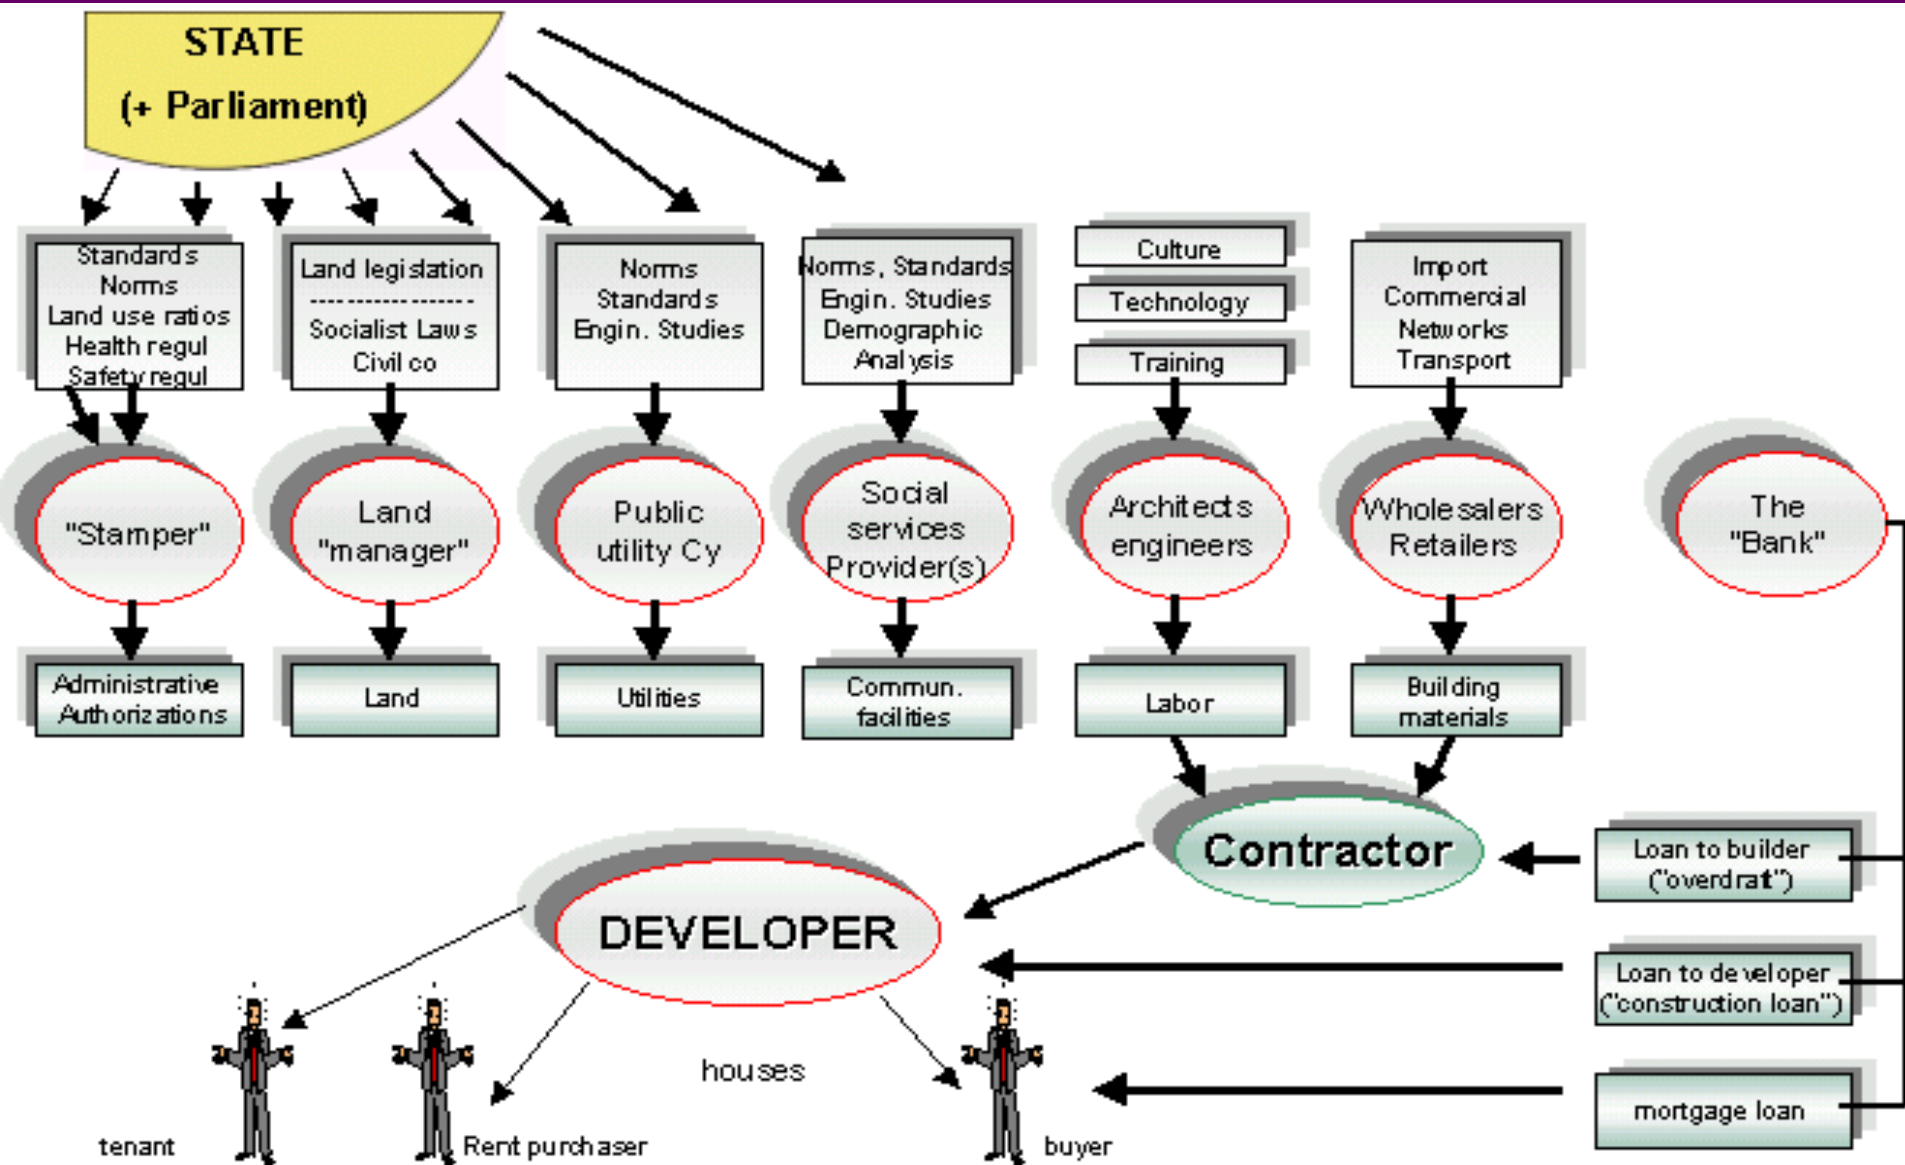 STATE
(+ Parliament)
Standards
Norms
Land use ratios
Health regul
Safety regul
Land legislation
----------------
Socialist Laws
Civil co
Norms
Standards
Engin. Studies
Norms, Standards
Engin. Studies
Demographic
Analysis
Culture
Technology
Training
Import
Commercial
Networks
Transport
"Stamper"
Land
"manager"
Public
utility Cy
Social
services
Provider(s)
Architects
engineers
Wholesalers
Retailers
The
"Bank"
Administrative
Authorizations
Land
Utilities
Commun.
facilities
Labor
Building
materials
Contractor
DEVELOPER
Loan to builder
("overdraft")
Loan to developer
("construction loan")
mortgage loan
houses
tenant
Rent purchaser
buyer